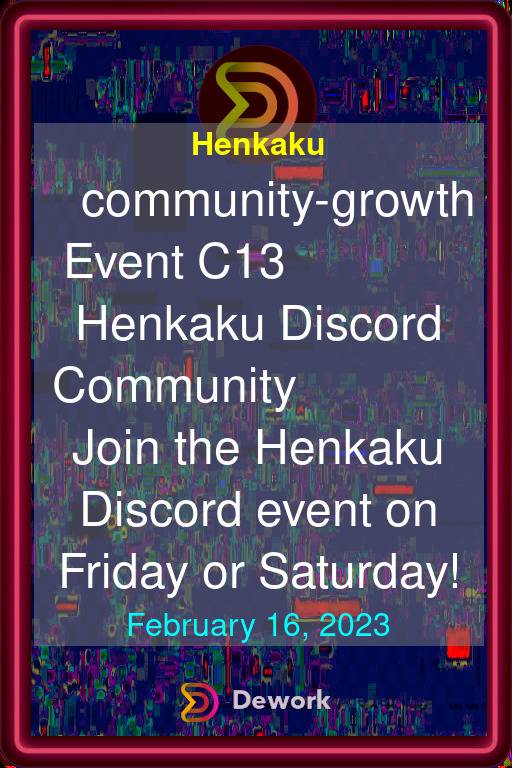 Henkaku
community-growth
Event C13
Henkaku Discord
Community
Join the Henkaku
Discord event on
Friday or Saturday!
February 16, 2023
Dework